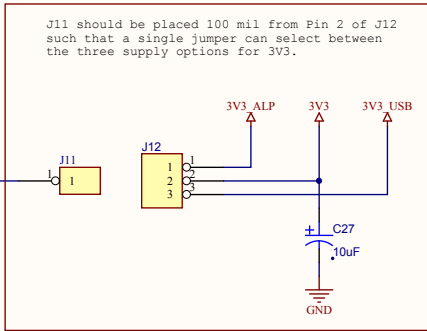 J11 should be placed 100 mil from Pin 2 of J12
such that a single jumper can select between
the three supply options for 3V3.
3V3_ALP 3V3 3V3_USB
J11
1 1
J12
1 1
2 2
3 3
C27
+
10uF
GND